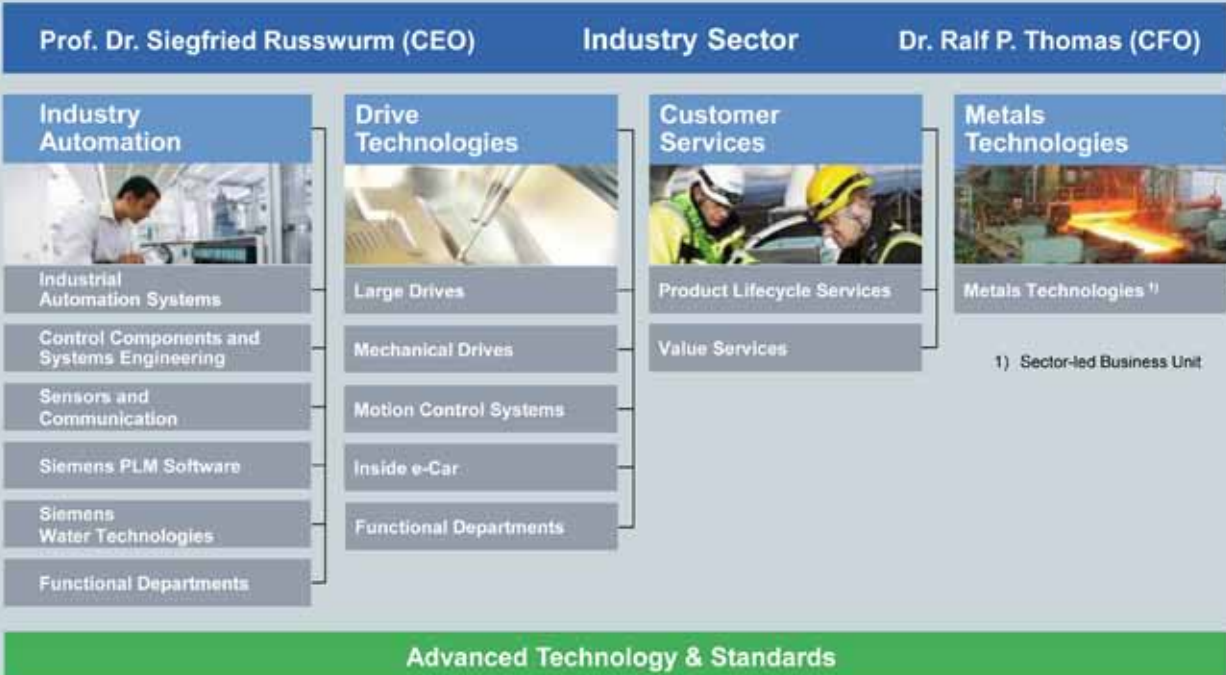 Prof. Dr. Siegfried Russwurm (CEO)
Industry Sector
Dr. Ralf P. Thomas (CFO)
Industry
Automation
Industrial
Automation Systems
Control Components and
Systems Engineering
Sensors and
Communication
Siemens PLM Software
Siemens
Water Technologies
Functional Departments
Drive
Technologies
Large Drives
Mechanical Drives
Motion Control Systems
Inside e-Car
Functional Departments
Customer
Services
Product Lifecycle Services
Value Services
Metals
Technologies
Metals Technologies ¹⁾
1) Sector-led Business Unit
Advanced Technology & Standards